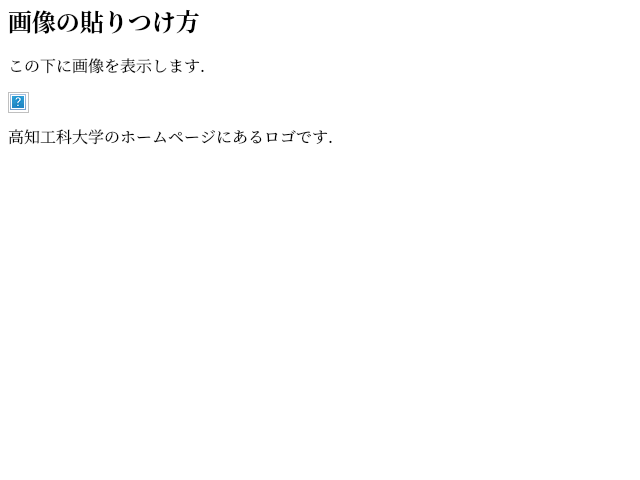 画像の貼りつけ方
この下に画像を表示します.
?
高知工科大学のホームページにあるロゴです.